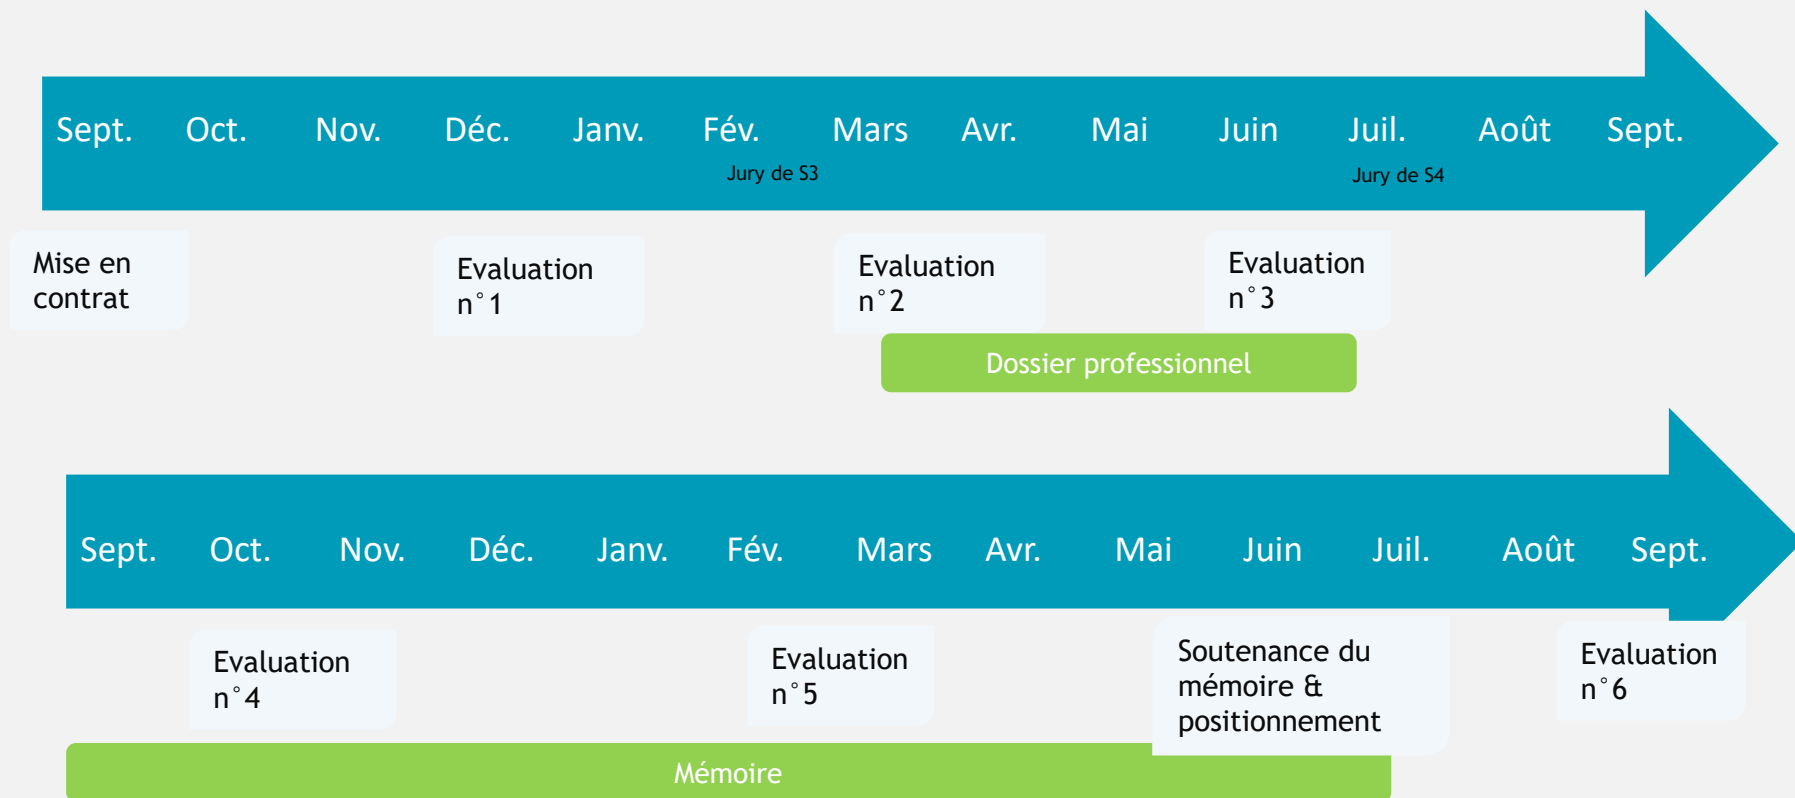 Sept. Oct. Nov. Déc. Janv. Fév. Mars Avr. Mai Juin Juil. Août Sept.
Jury de S3 Jury de S4
Mise en
contrat
Evaluation
n°1
Evaluation
n°2
Evaluation
n°3
Dossier professionnel
Sept. Oct. Nov. Déc. Janv. Fév. Mars Avr. Mai Juin Juil. Août Sept.
Evaluation
n°4
Evaluation
n°5
Soutenance du
mémoire &
positionnement
Evaluation
n°6
Mémoire